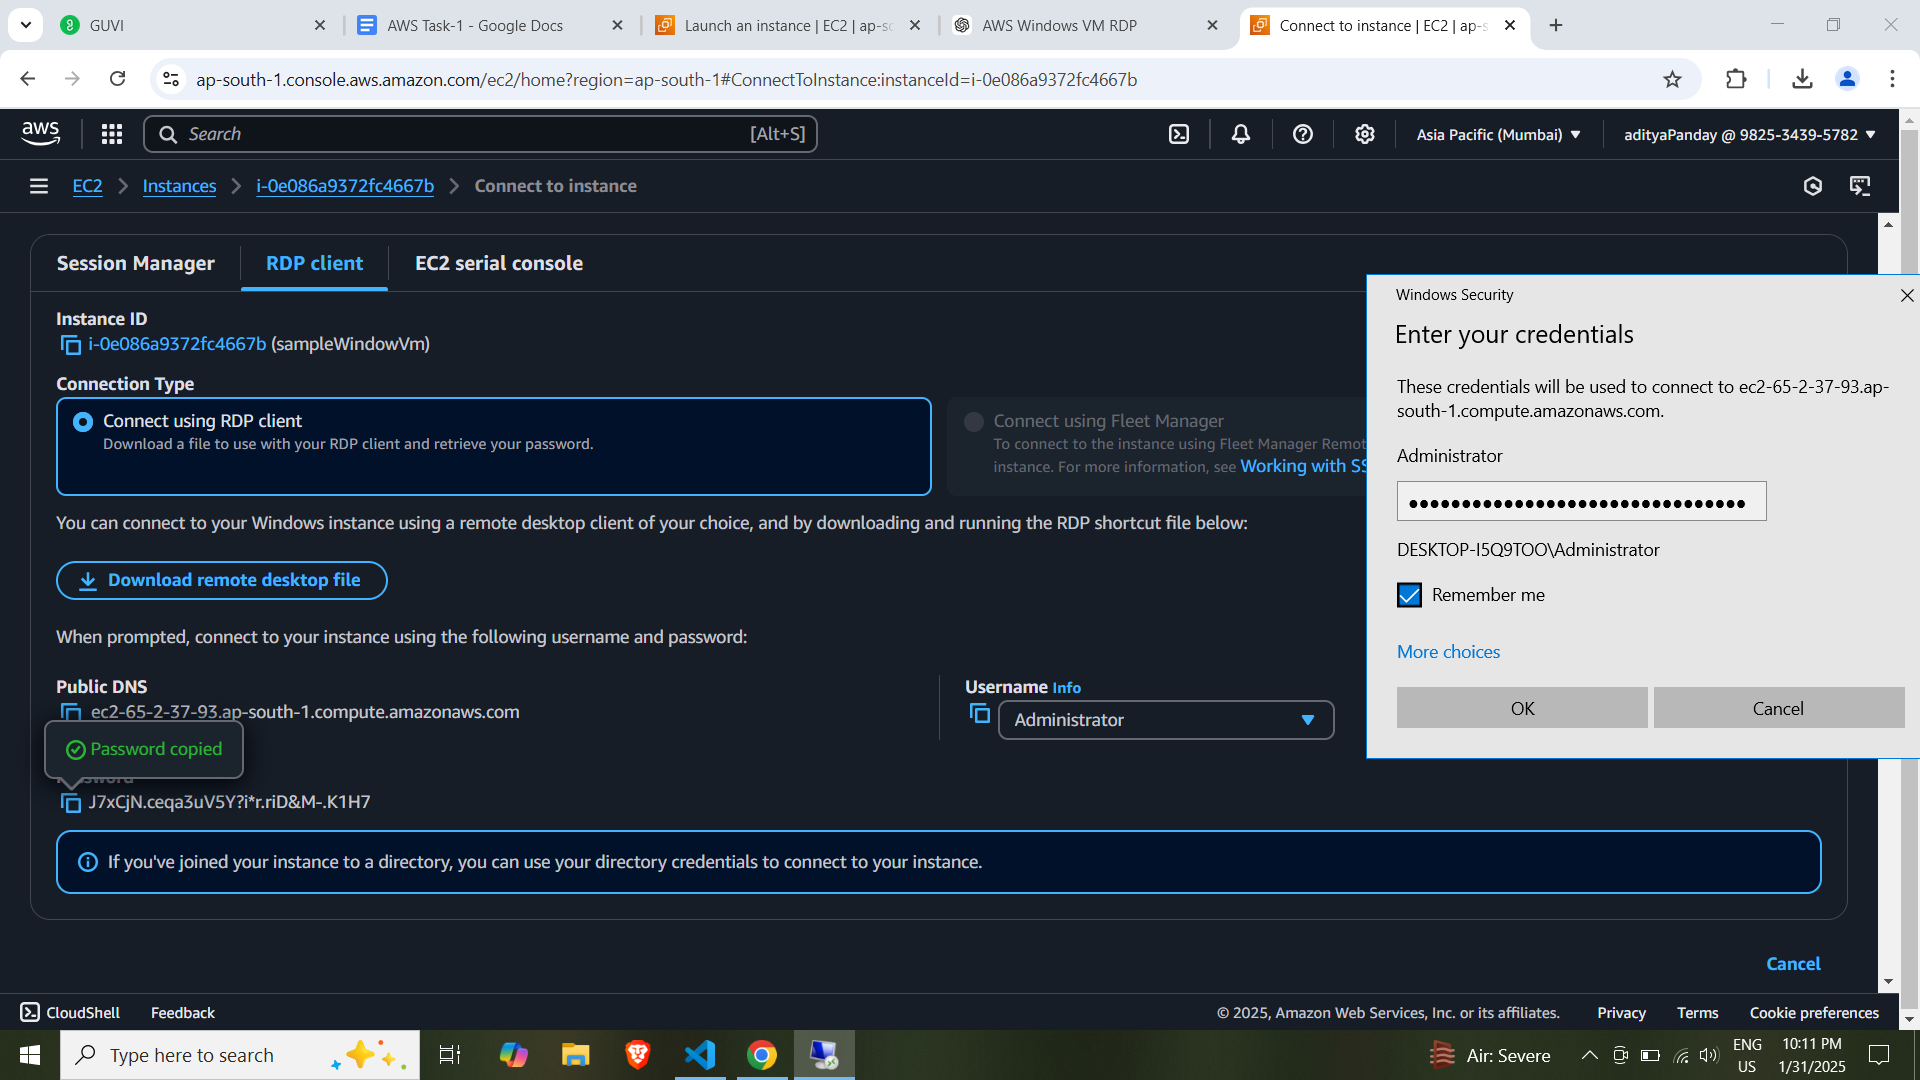 GUVI
AWS Task-1 - Google Docs
Launch an instance | EC2 | ap-so
AWS Windows VM RDP
Connect to instance | EC2 | ap-s
ap-south-1.console.aws.amazon.com/ec2/home?region=ap-south-1#ConnectToInstance:instanceId=i-0e086a9372fc4667b
aws
Search
[Alt+S]
Asia Pacific (Mumbai)
adityaPanday @ 9825-3439-5782
EC2
Instances
i-0e086a9372fc4667b
Connect to instance
Session Manager
RDP client
EC2 serial console
Instance ID
i-0e086a9372fc4667b (sampleWindowVm)
Connection Type
Connect using RDP client
Download a file to use with your RDP client and retrieve your password.
Connect using Fleet Manager
To connect to the instance using Fleet Manager Remot
instance. For more information, see Working with SS
You can connect to your Windows instance using a remote desktop client of your choice, and by downloading and running the RDP shortcut file below:
Download remote desktop file
When prompted, connect to your instance using the following username and password:
Public DNS
ec2-65-2-37-93.ap-south-1.compute.amazonaws.com
Username Info
Administrator
Password copied
Password
J7xCjN.ceqa3uV5Y?i*r.riD&M-.K1H7
If you've joined your instance to a directory, you can use your directory credentials to connect to your instance.
Cancel
Windows Security
Enter your credentials
These credentials will be used to connect to ec2-65-2-37-93.ap-
south-1.compute.amazonaws.com.
Administrator
●●●●●●●●●●●●●●●●●●●●●●●●●●●●●●●●
DESKTOP-I5Q9TOO\Administrator
Remember me
More choices
OK
Cancel
CloudShell
Feedback
© 2025, Amazon Web Services, Inc. or its affiliates.
Privacy
Terms
Cookie preferences
Type here to search
Air: Severe
ENG
US
10:11 PM
1/31/2025